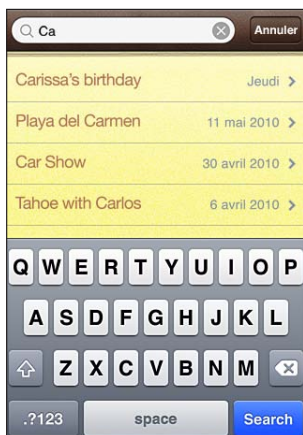 Ca Annuler
Carissa's birthday Jeudi
Playa del Carmen 11 mai 2010
Car Show 30 avril 2010
Tahoe with Carlos 6 avril 2010
Q W E R T Y U I O P
A S D F G H J K L
Z X C V B N M
.?123 space Search